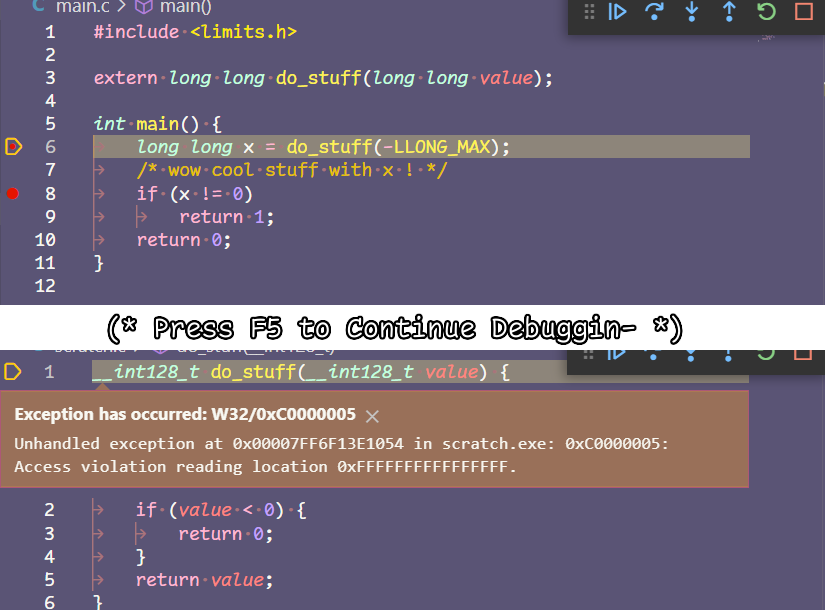 C main.c > main()
1 #include <limits.h>
2
3 extern long long do_stuff(long long value);
4
5 int main() {
6 long long x = do_stuff(-LLONG_MAX);
7 /* wow cool stuff with x ! */
8 if (x != 0)
9 return 1;
10 return 0;
11 }
12
(* Press F5 to Continue Debuggin- *)
1 __int128_t do_stuff(__int128_t value) {
Exception has occurred: W32/0xC0000005 ×
Unhandled exception at 0x00007FF6F13E1054 in scratch.exe: 0xC0000005:
Access violation reading location 0xFFFFFFFFFFFFFFFF.
2 if (value < 0) {
3 return 0;
4 }
5 return value;
6 }